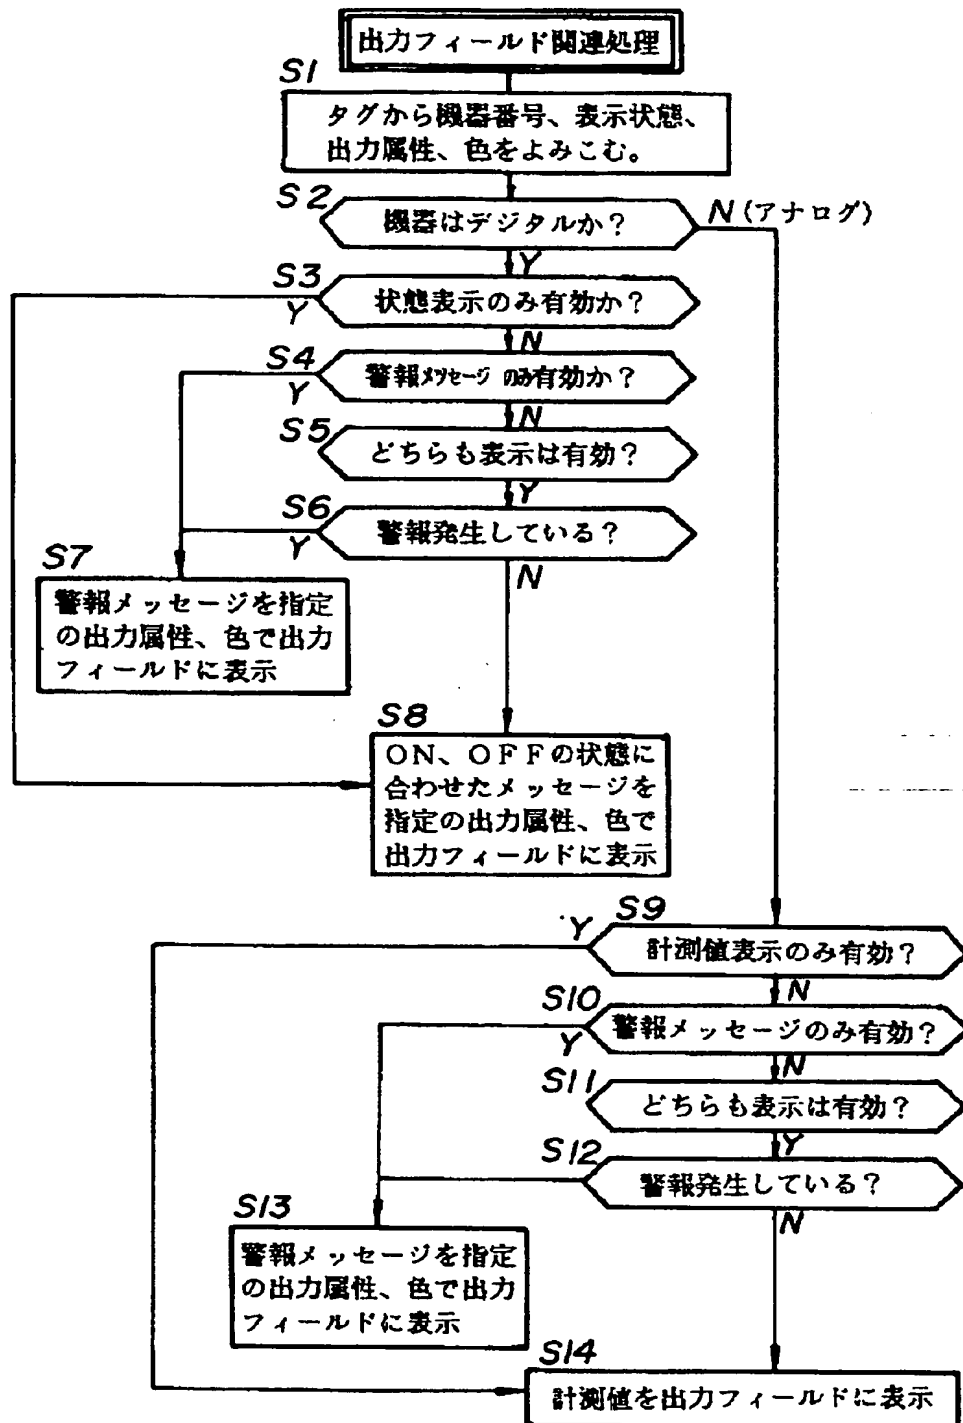 出力フィールド関連処理
S1
タグから機器番号、表示状態、
出力属性、色をよみこむ。
S2
機器はデジタルか？
N(アナログ)
Y
S3
状態表示のみ有効か？
Y
N
S4
警報メッセージ のみ有効か？
Y
N
S5
どちらも表示は有効？
Y
S6
警報発生している？
Y
N
S7
警報メッセージを指定
の出力属性、色で出力
フィールドに表示
S8
ON、OFFの状態に
合わせたメッセージを
指定の出力属性、色で
出力フィールドに表示
S9
Y
計測値表示のみ有効？
N
S10
警報メッセージのみ有効？
Y
N
S11
どちらも表示は有効？
Y
S12
警報発生している？
N
S13
警報メッセージを指定
の出力属性、色で出力
フィールドに表示
S14
計測値を出力フィールドに表示